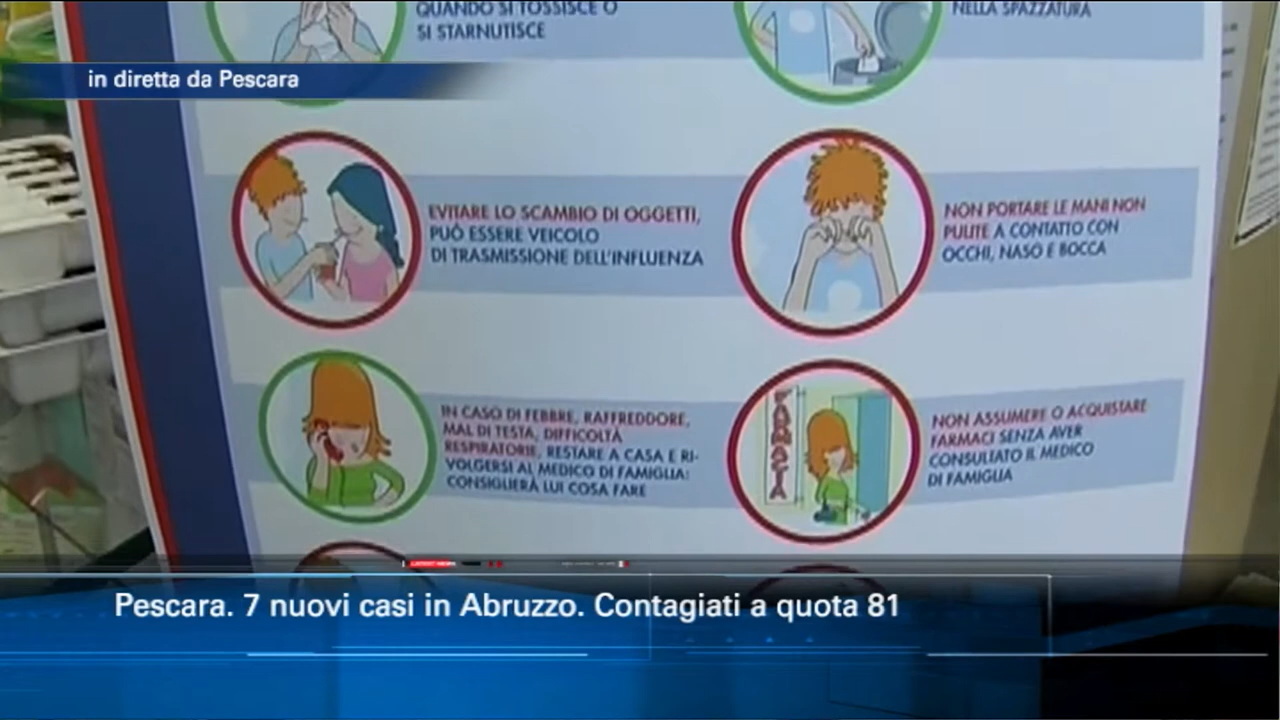 QUANDO SI TOSSISCE O
SI STARNUTISCE
NELLA SPAZZATURA
in diretta da Pescara
EVITARE LO SCAMBIO DI OGGETTI,
PUÒ ESSERE VEICOLO
DI TRASMISSIONE DELL'INFLUENZA
NON PORTARE LE MANI NON
PULITE A CONTATTO CON
OCCHI, NASO E BOCCA
IN CASO DI FEBBRE, RAFFREDDORE,
MAL DI TESTA, DIFFICOLTÀ
RESPIRATORIE, RESTARE A CASA E RI-
VOLGERSI AL MEDICO DI FAMIGLIA:
CONSIGLIERÀ LUI COSA FARE
FARMACIA
NON ASSUMERE O ACQUISTARE
FARMACI SENZA AVER
CONSULTATO IL MEDICO
DI FAMIGLIA
LATEST NEWS
Pescara. 7 nuovi casi in Abruzzo. Contagiati a quota 81